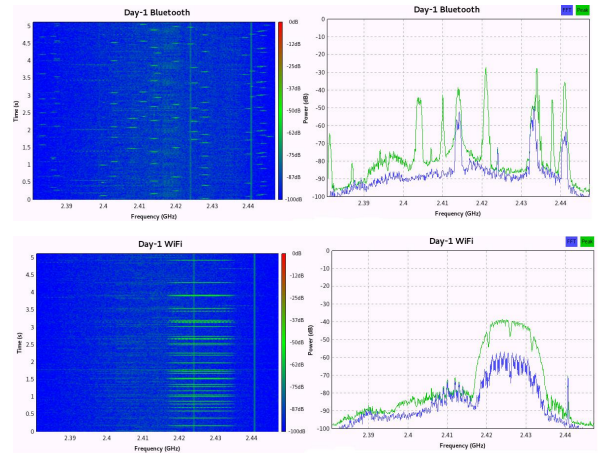 Day-1 Bluetooth
5
4.5
4
3.5
3
2.5
2
1.5
1
0.5
0
Time (s)
2.39
2.4
2.41
2.42
2.43
2.44
Frequency (GHz)
0dB
-12dB
-25dB
-37dB
-50dB
-63dB
-75dB
-87dB
-100dB
Day-1 Bluetooth
FFT
Peak
0
-10
-20
-30
-40
-50
-60
-70
-80
-90
-100
Power (dB)
2.39
2.4
2.41
2.42
2.43
2.44
Frequency (GHz)
Day-1 WiFi
5
4.5
4
3.5
3
2.5
2
1.5
1
0.5
0
Time (s)
2.39
2.4
2.41
2.42
2.43
2.44
Frequency (GHz)
0dB
-12dB
-25dB
-37dB
-50dB
-63dB
-75dB
-87dB
-100dB
Day-1 WiFi
FFT
Peak
0
-10
-20
-30
-40
-50
-60
-70
-80
-90
-100
Power (dB)
2.39
2.4
2.41
2.42
2.43
2.44
Frequency (GHz)